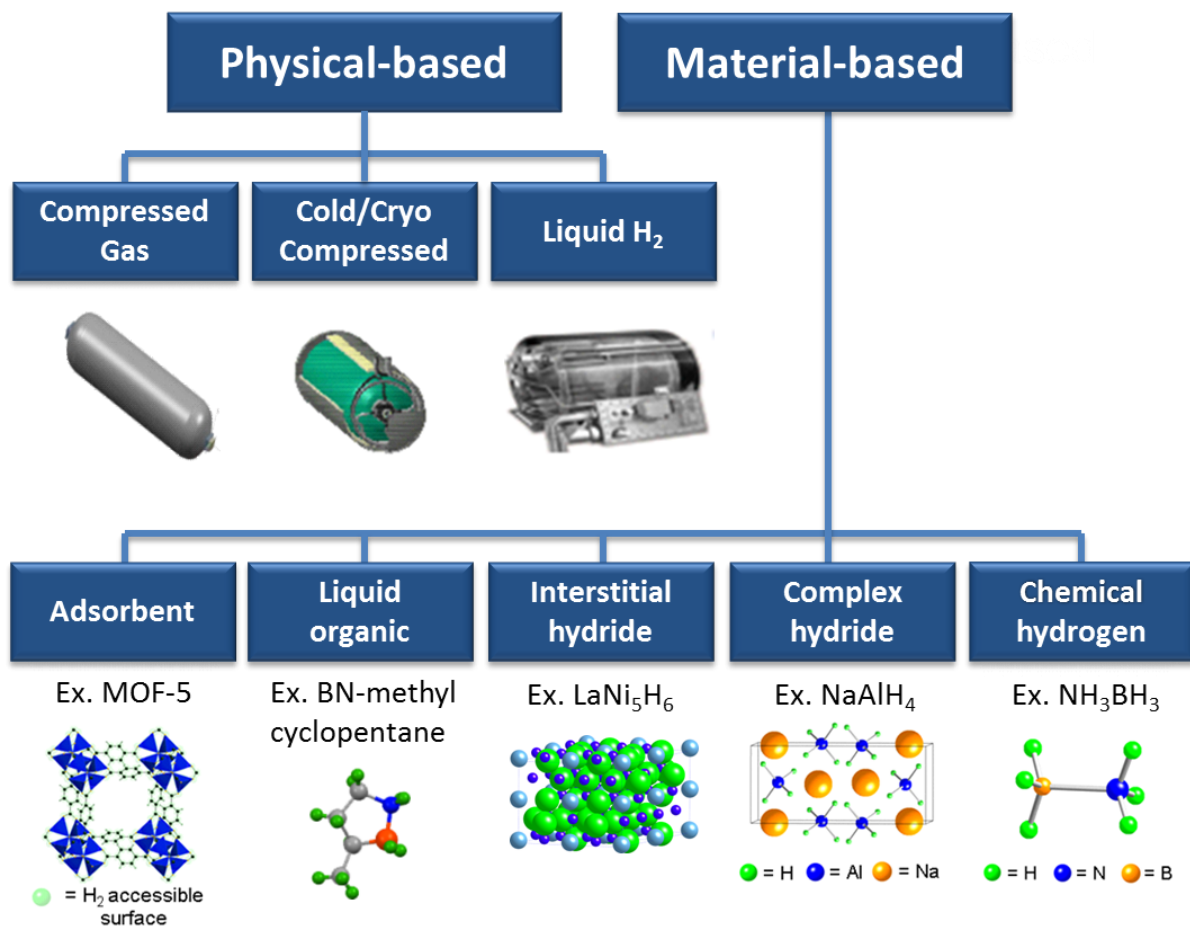 Physical-based
Material-based
Compressed
Gas
Cold/Cryo
Compressed
Liquid H₂
Adsorbent
Liquid
organic
Interstitial
hydride
Complex
hydride
Chemical
hydrogen
Ex. MOF-5
Ex. BN-methyl
cyclopentane
Ex. LaNi₅H₆
Ex. NaAlH₄
Ex. NH₃BH₃
= H₂ accessible
surface
= H = Al = Na
= H = N = B